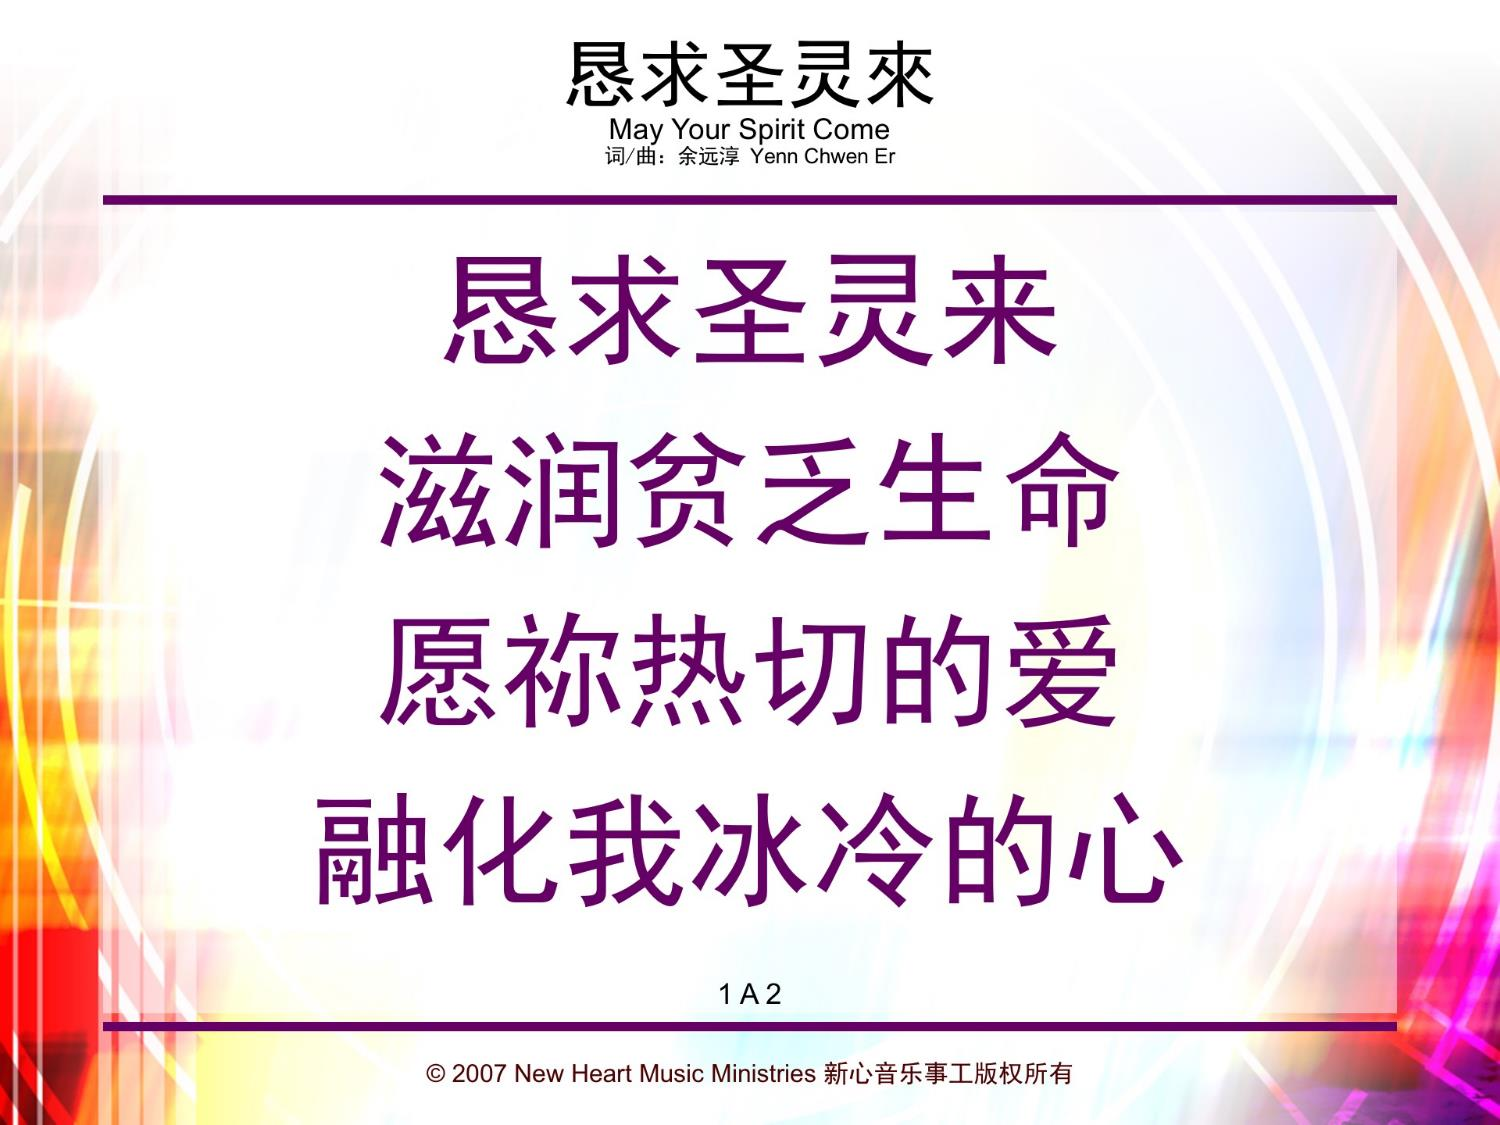 恳求圣灵來
May Your Spirit Come
词/曲：余远淳 Yenn Chwen Er
恳求圣灵来
滋润贫乏生命
愿祢热切的爱
融化我冰冷的心
1 A 2
© 2007 New Heart Music Ministries 新心音乐事工版权所有